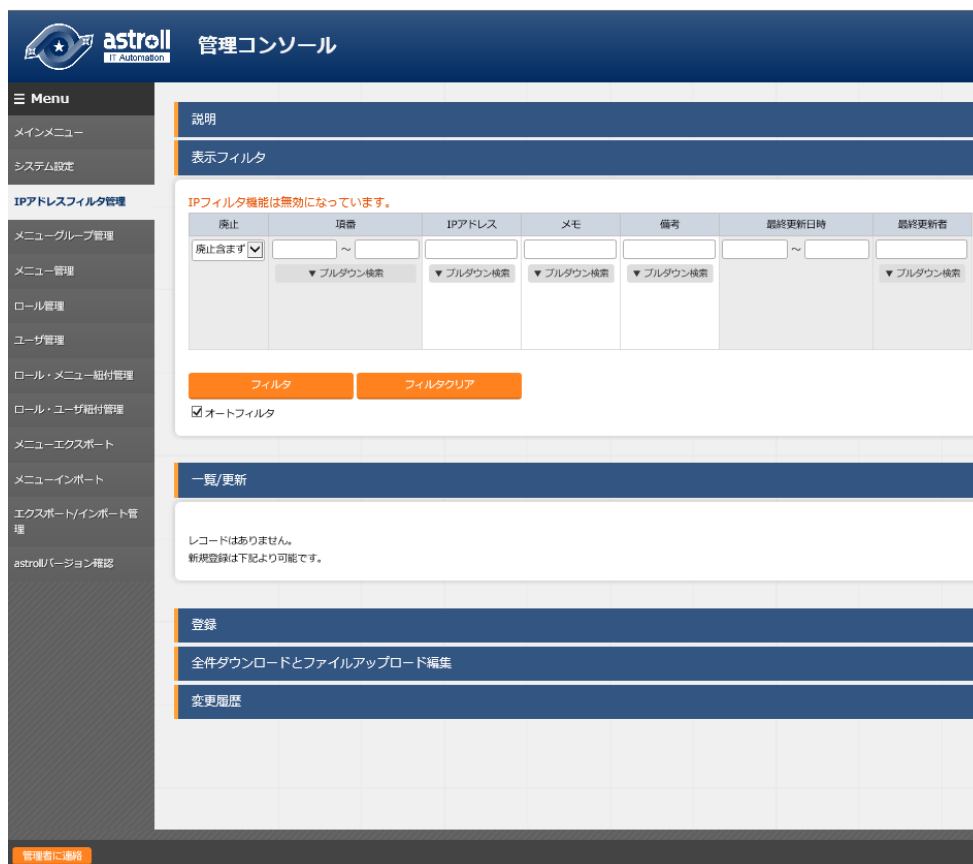 astroll
IT Automation
管理コンソール
☰ Menu
メインメニュー
システム設定
IPアドレスフィルタ管理
メニューグループ管理
メニュー管理
ロール管理
ユーザ管理
ロール・メニュー紐付管理
ロール・ユーザ紐付管理
メニューエクスポート
メニューインポート
エクスポート/インポート管
理
astrollバージョン確認
説明
表示フィルタ
IPフィルタ機能は無効になっています。
廃止 項番 IPアドレス メモ 備考 最終更新日時 最終更新者
廃止含まず ～ ～
▼ プルダウン検索 ▼ プルダウン検索 ▼ プルダウン検索 ▼ プルダウン検索 ▼ プルダウン検索
フィルタ フィルタクリア
オートフィルタ
一覧/更新
レコードはありません。
新規登録は下記より可能です。
登録
全件ダウンロードとファイルアップロード編集
変更履歴
管理者に連絡